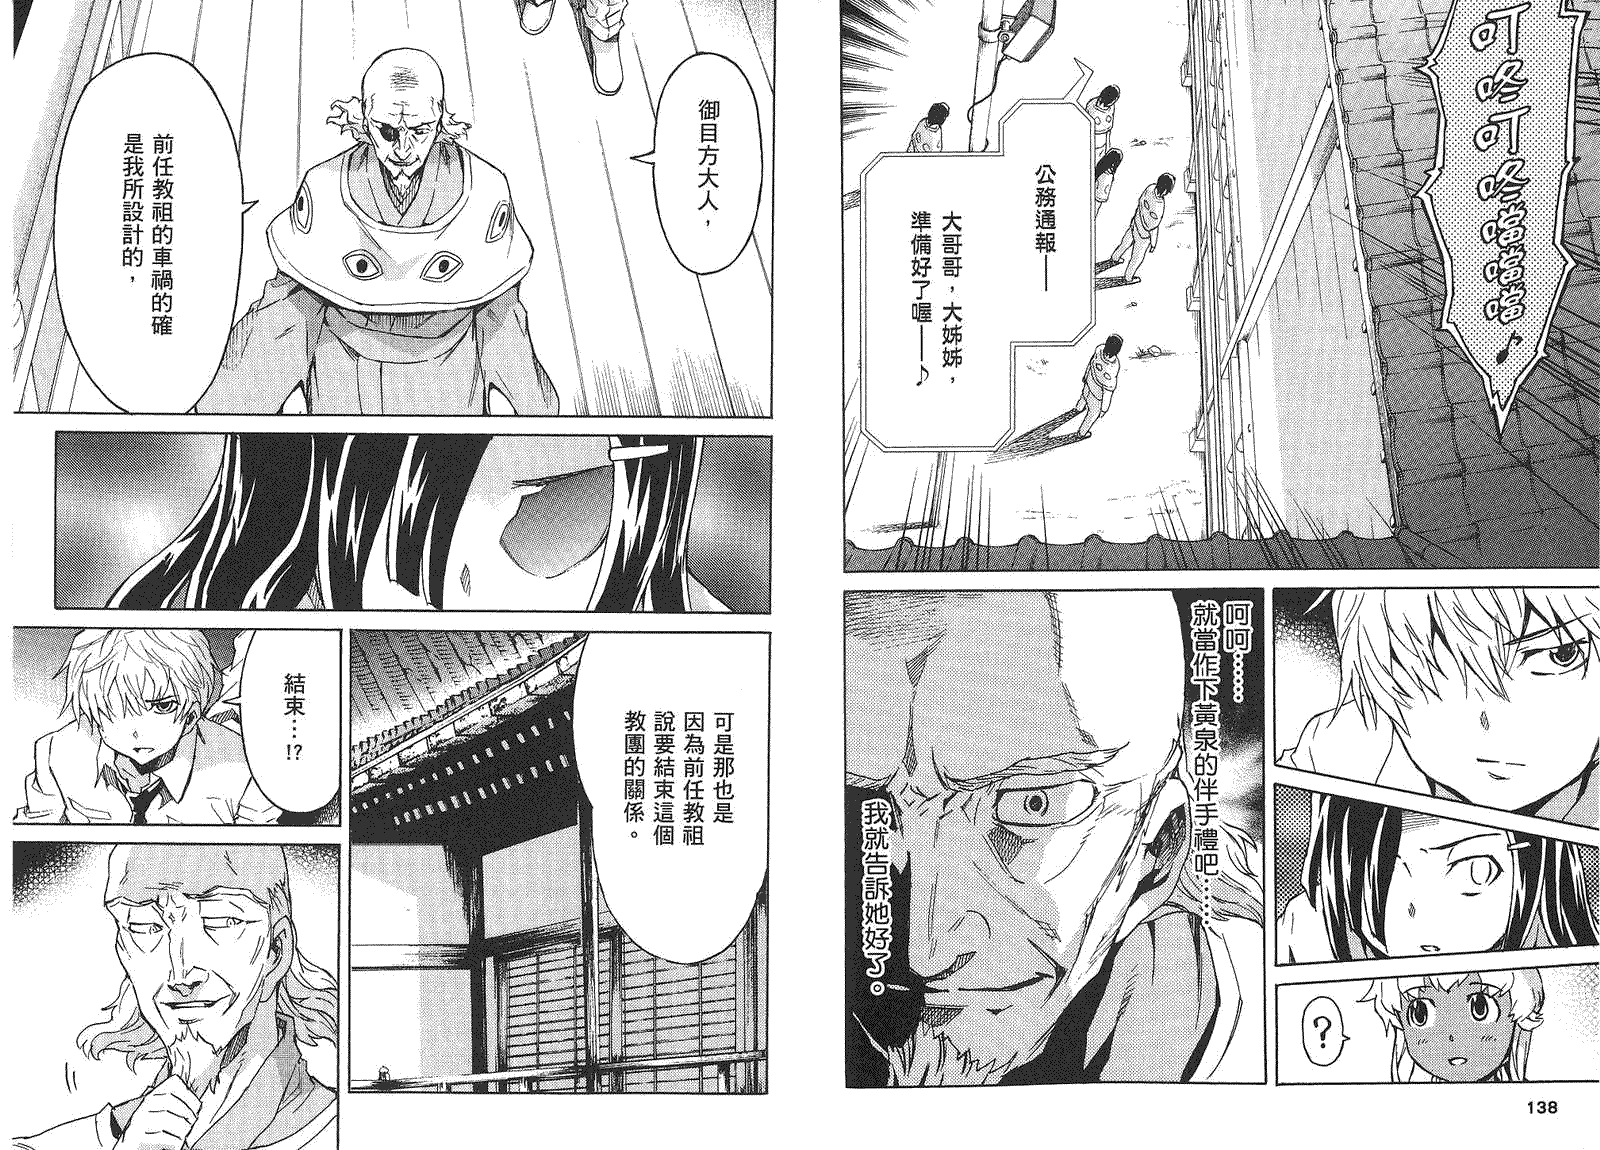 叮咚叮咚噹噹噹♪
公務通報——
大哥哥，大姊姊，
準備好了喔——♪
呵呵……
就當作下黃泉的伴手禮吧……
我就告訴她好了。
？
138
御目方大人，
前任教祖的車禍的確
是我所設計的，
可是那也是
因為前任教祖
說要結束這個
教團的關係。
結束…!?